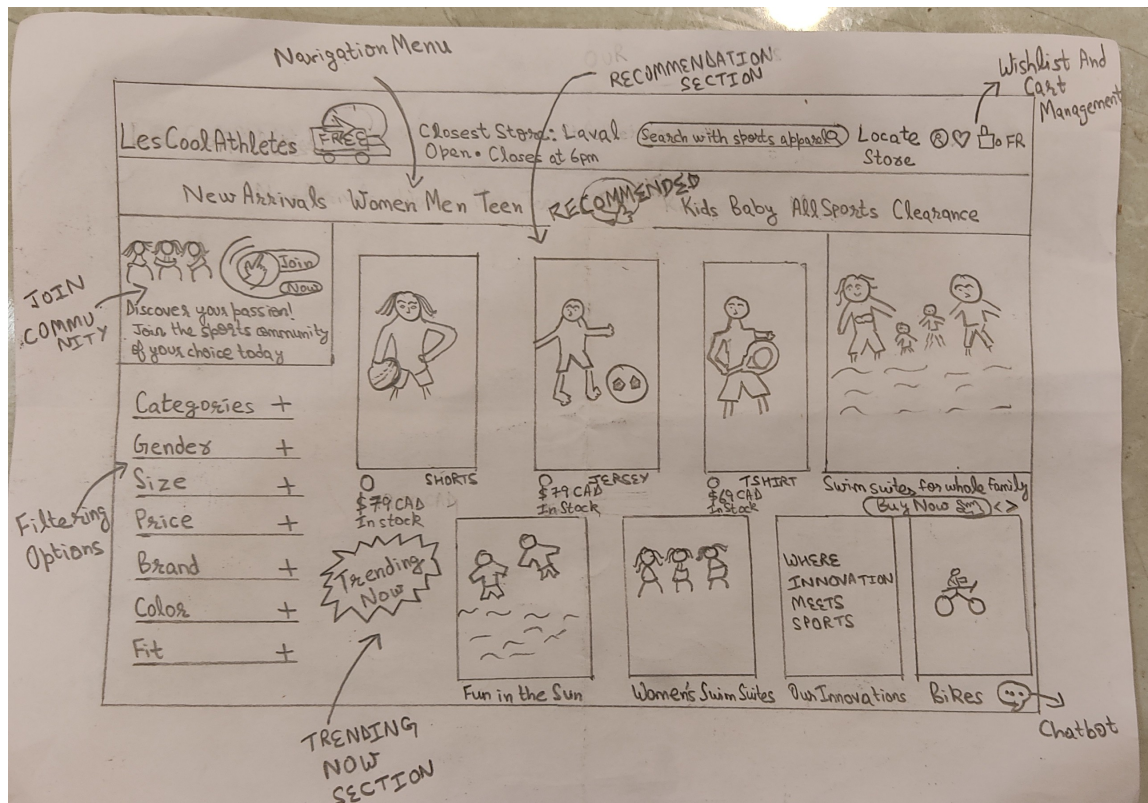 Navigation Menu
RECOMMENDATION
SECTION
Wishlist And
Cart
Management
LesCoolAthletes
FREE
Closest Store: Laval
Open • Closes at 6pm
Search with sports apparel
Locate
Store
FR
New Arrivals Women Men Teen
RECOMMENDED
Kids Baby All Sports Clearance
JOIN
COMMU-
NITY
Join
Now
Discover your passion!
Join the sports community
of your choice today
Filtering
Options
Categories +
Gender +
Size +
Price +
Brand +
Color +
Fit +
SHORTS
$79 CAD
In stock
JERSEY
$79 CAD
In Stock
TSHIRT
$69 CAD
In Stock
Swim suites for whole family
Buy Now
< >
Trending
Now
WHERE
INNOVATION
MEETS
SPORTS
Fun in the Sun
Women's Swim Suites
Our Innovations
Bikes
Chatbot
TRENDING
NOW
SECTION